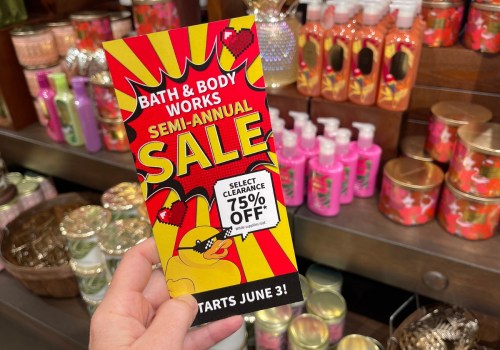 BATH & BODY
WORKS
SEMI-ANNUAL
SALE
SELECT
CLEARANCE
75%
OFF*
STARTS JUNE 3!